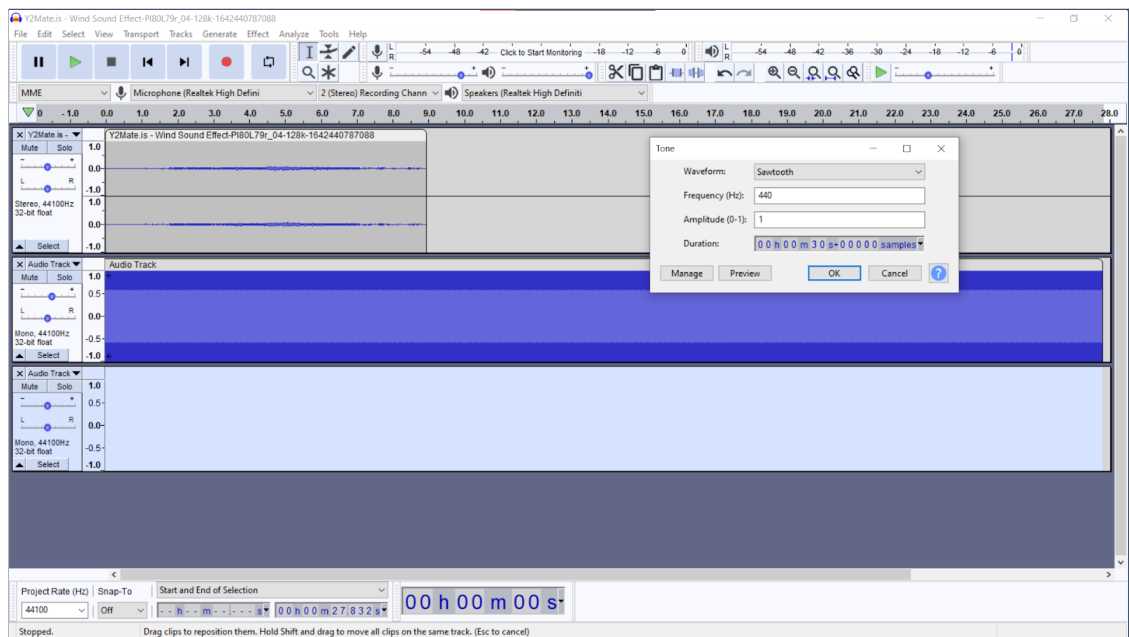 Y2Mate.is - Wind Sound Effect-PI80L79r_04-128k-1642440787088
File Edit Select View Transport Tracks Generate Effect Analyze Tools Help
L R -54 -48 -42 Click to Start Monitoring -18 -12 -6 0 L R -54 -48 -42 -36 -30 -24 -18 -12 -6 0
MME Microphone (Realtek High Defini 2 (Stereo) Recording Chann Speakers (Realtek High Definiti
0 -1.0 0.0 1.0 2.0 3.0 4.0 5.0 6.0 7.0 8.0 9.0 10.0 11.0 12.0 13.0 14.0 15.0 16.0 17.0 18.0 19.0 20.0 21.0 22.0 23.0 24.0 25.0 26.0 27.0 28.0
Y2Mate.is - Y2Mate.is - Wind Sound Effect-PI80L79r_04-128k-1642440787088
Mute Solo 1.0
- +
0.0
L R
-1.0
Stereo, 44100Hz 1.0
32-bit float
0.0
Select -1.0
Audio Track Audio Track
Mute Solo 1.0
- +
0.5
L R
0.0
Mono, 44100Hz
32-bit float -0.5
Select -1.0
Audio Track
Mute Solo 1.0
- +
0.5
L R
0.0
Mono, 44100Hz
32-bit float -0.5
Select -1.0
Tone
Waveform: Sawtooth
Frequency (Hz): 440
Amplitude (0-1): 1
Duration: 00 h 00 m 30 s+00000 samples
Manage Preview OK Cancel ?
Project Rate (Hz) Snap-To Start and End of Selection
44100 Off - - h - - m - - . - - - s 00 h 00 m 27.832 s 00 h 00 m 00 s
Stopped. Drag clips to reposition them. Hold Shift and drag to move all clips on the same track. (Esc to cancel)